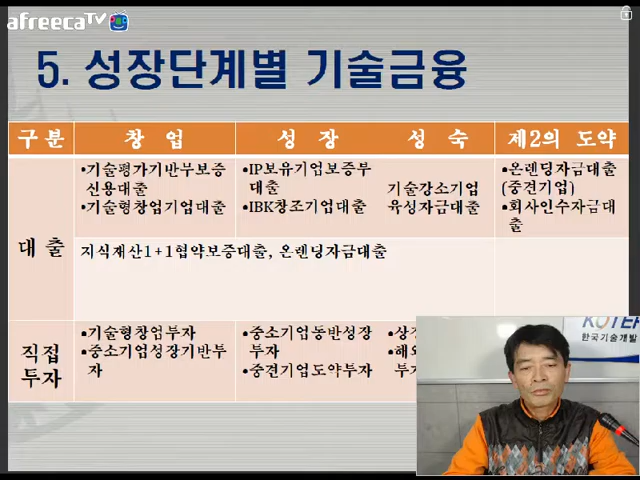 afreecaTV
5. 성장단계별 기술금융
구 분
창 업
성 장
성 숙
제2의 도약
대 출
•기술평가기반무보증
신용대출
•기술형창업기업대출
•IP보유기업보증부
대출
•IBK창조기업대출
기술강소기업
육성자금대출
•온렌딩자금대출
(중견기업)
•회사인수자금대
출
지식재산1+1협약보증대출, 온렌딩자금대출
직접
투자
•기술형창업투자
•중소기업성장기반투
자
•중소기업동반성장
투자
•중견기업도약투자
•상장
•해외
투자
한국기술개발